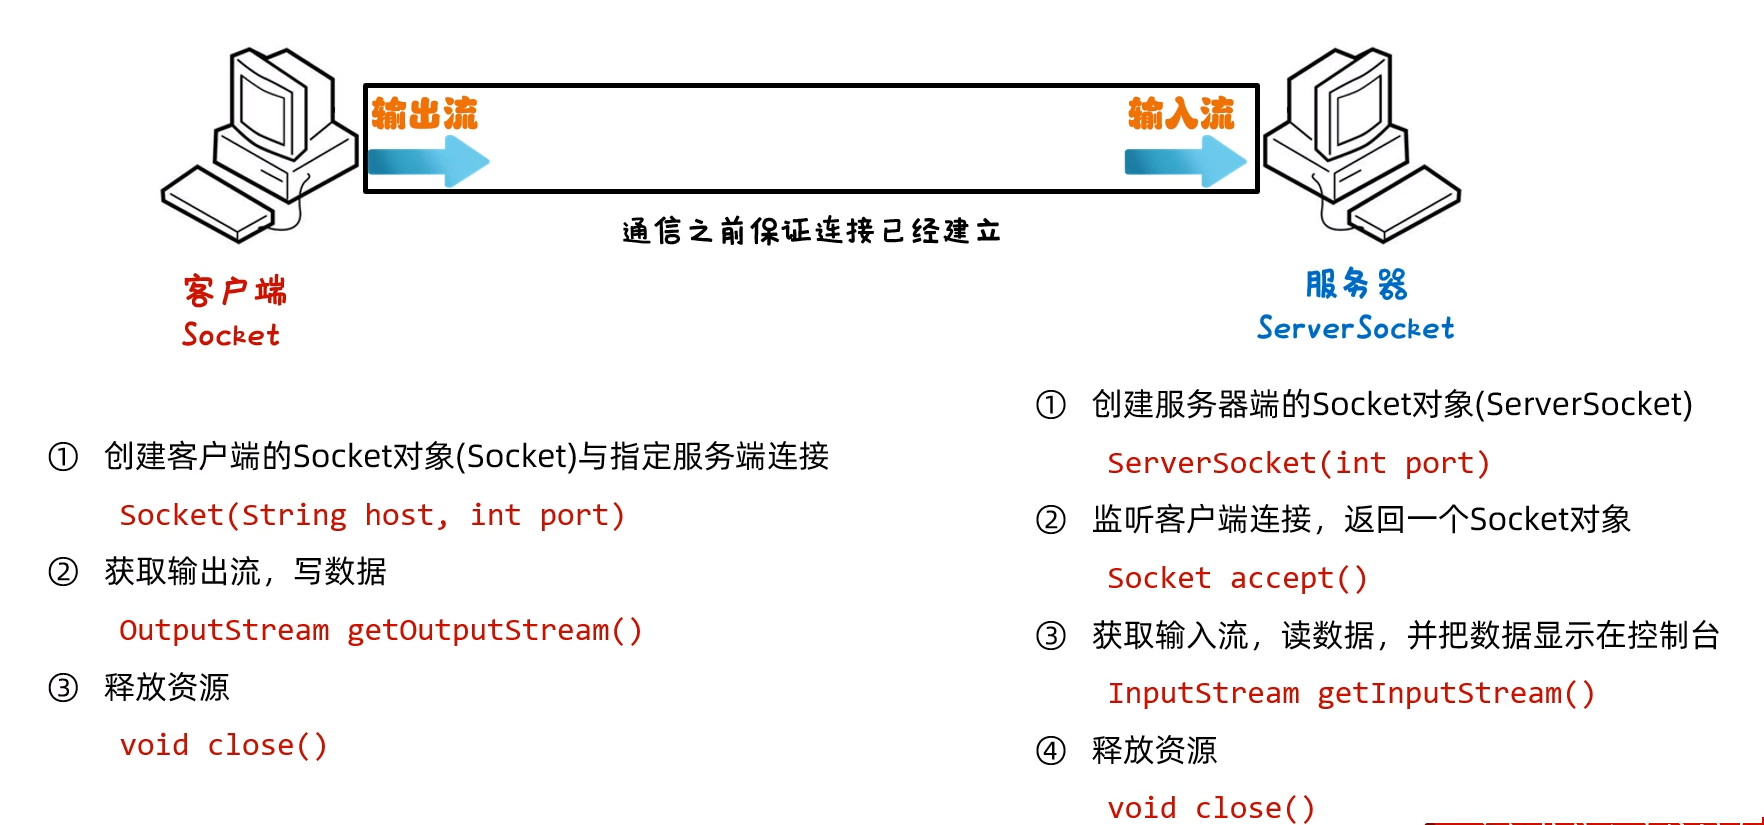 输出流
输入流
通信之前保证连接已经建立
客户端
Socket
服务器
ServerSocket
① 创建客户端的Socket对象(Socket)与指定服务端连接
Socket(String host, int port)
② 获取输出流，写数据
OutputStream getOutputStream()
③ 释放资源
void close()
① 创建服务器端的Socket对象(ServerSocket)
ServerSocket(int port)
② 监听客户端连接，返回一个Socket对象
Socket accept()
③ 获取输入流，读数据，并把数据显示在控制台
InputStream getInputStream()
④ 释放资源
void close()